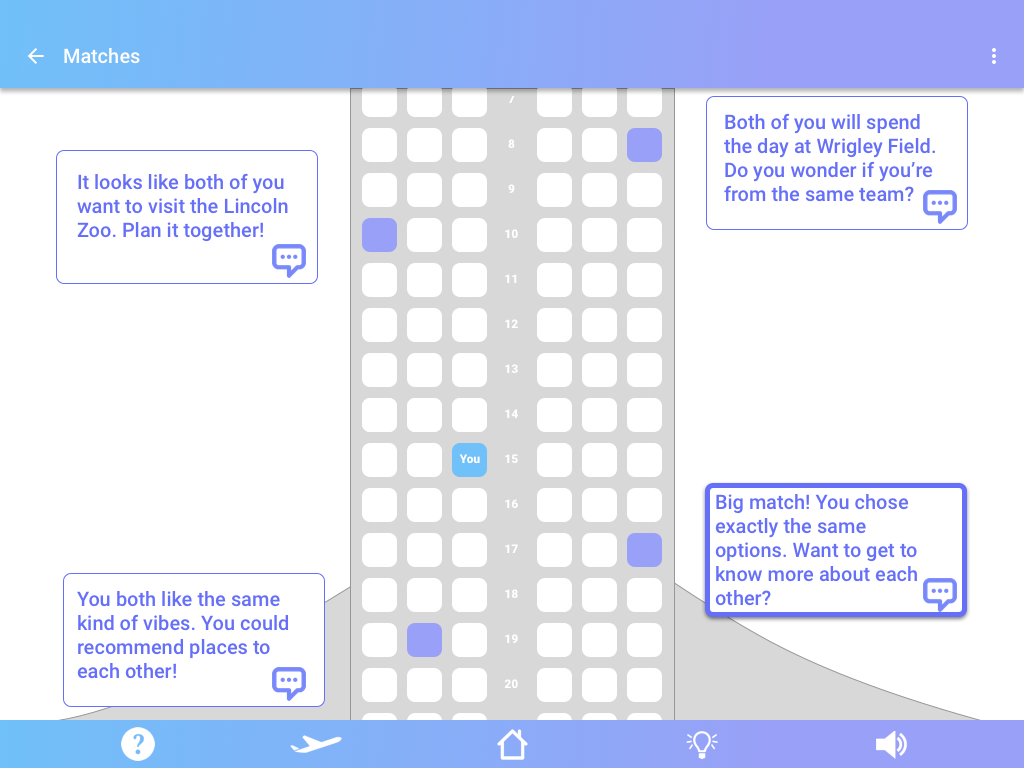 Matches
It looks like both of you
want to visit the Lincoln
Zoo. Plan it together!
Both of you will spend
the day at Wrigley Field.
Do you wonder if you’re
from the same team?
7
8
9
10
11
12
13
14
You 15
16
17
18
19
20
You both like the same
kind of vibes. You could
recommend places to
each other!
Big match! You chose
exactly the same
options. Want to get to
know more about each
other?
?